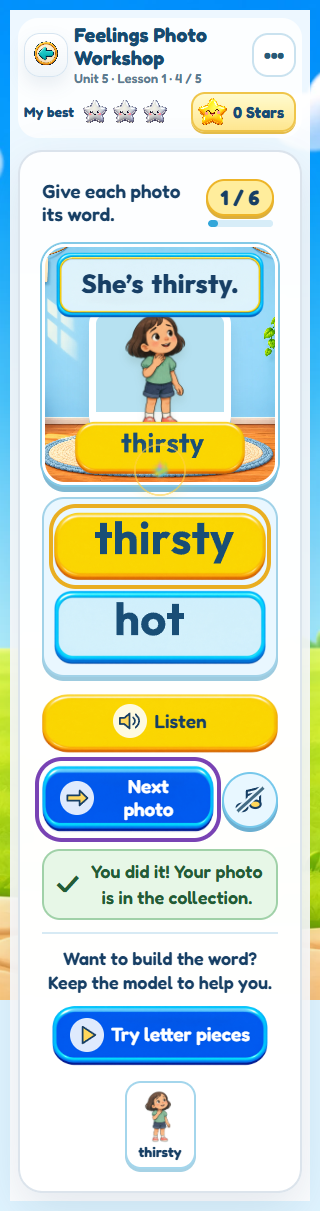 Feelings Photo
Workshop
Unit 5 · Lesson 1 · 4 / 5
My best
0 Stars
Give each photo
its word.
1 / 6
She's thirsty.
thirsty
thirsty
hot
Listen
Next
photo
You did it! Your photo
is in the collection.
Want to build the word?
Keep the model to help you.
Try letter pieces
thirsty